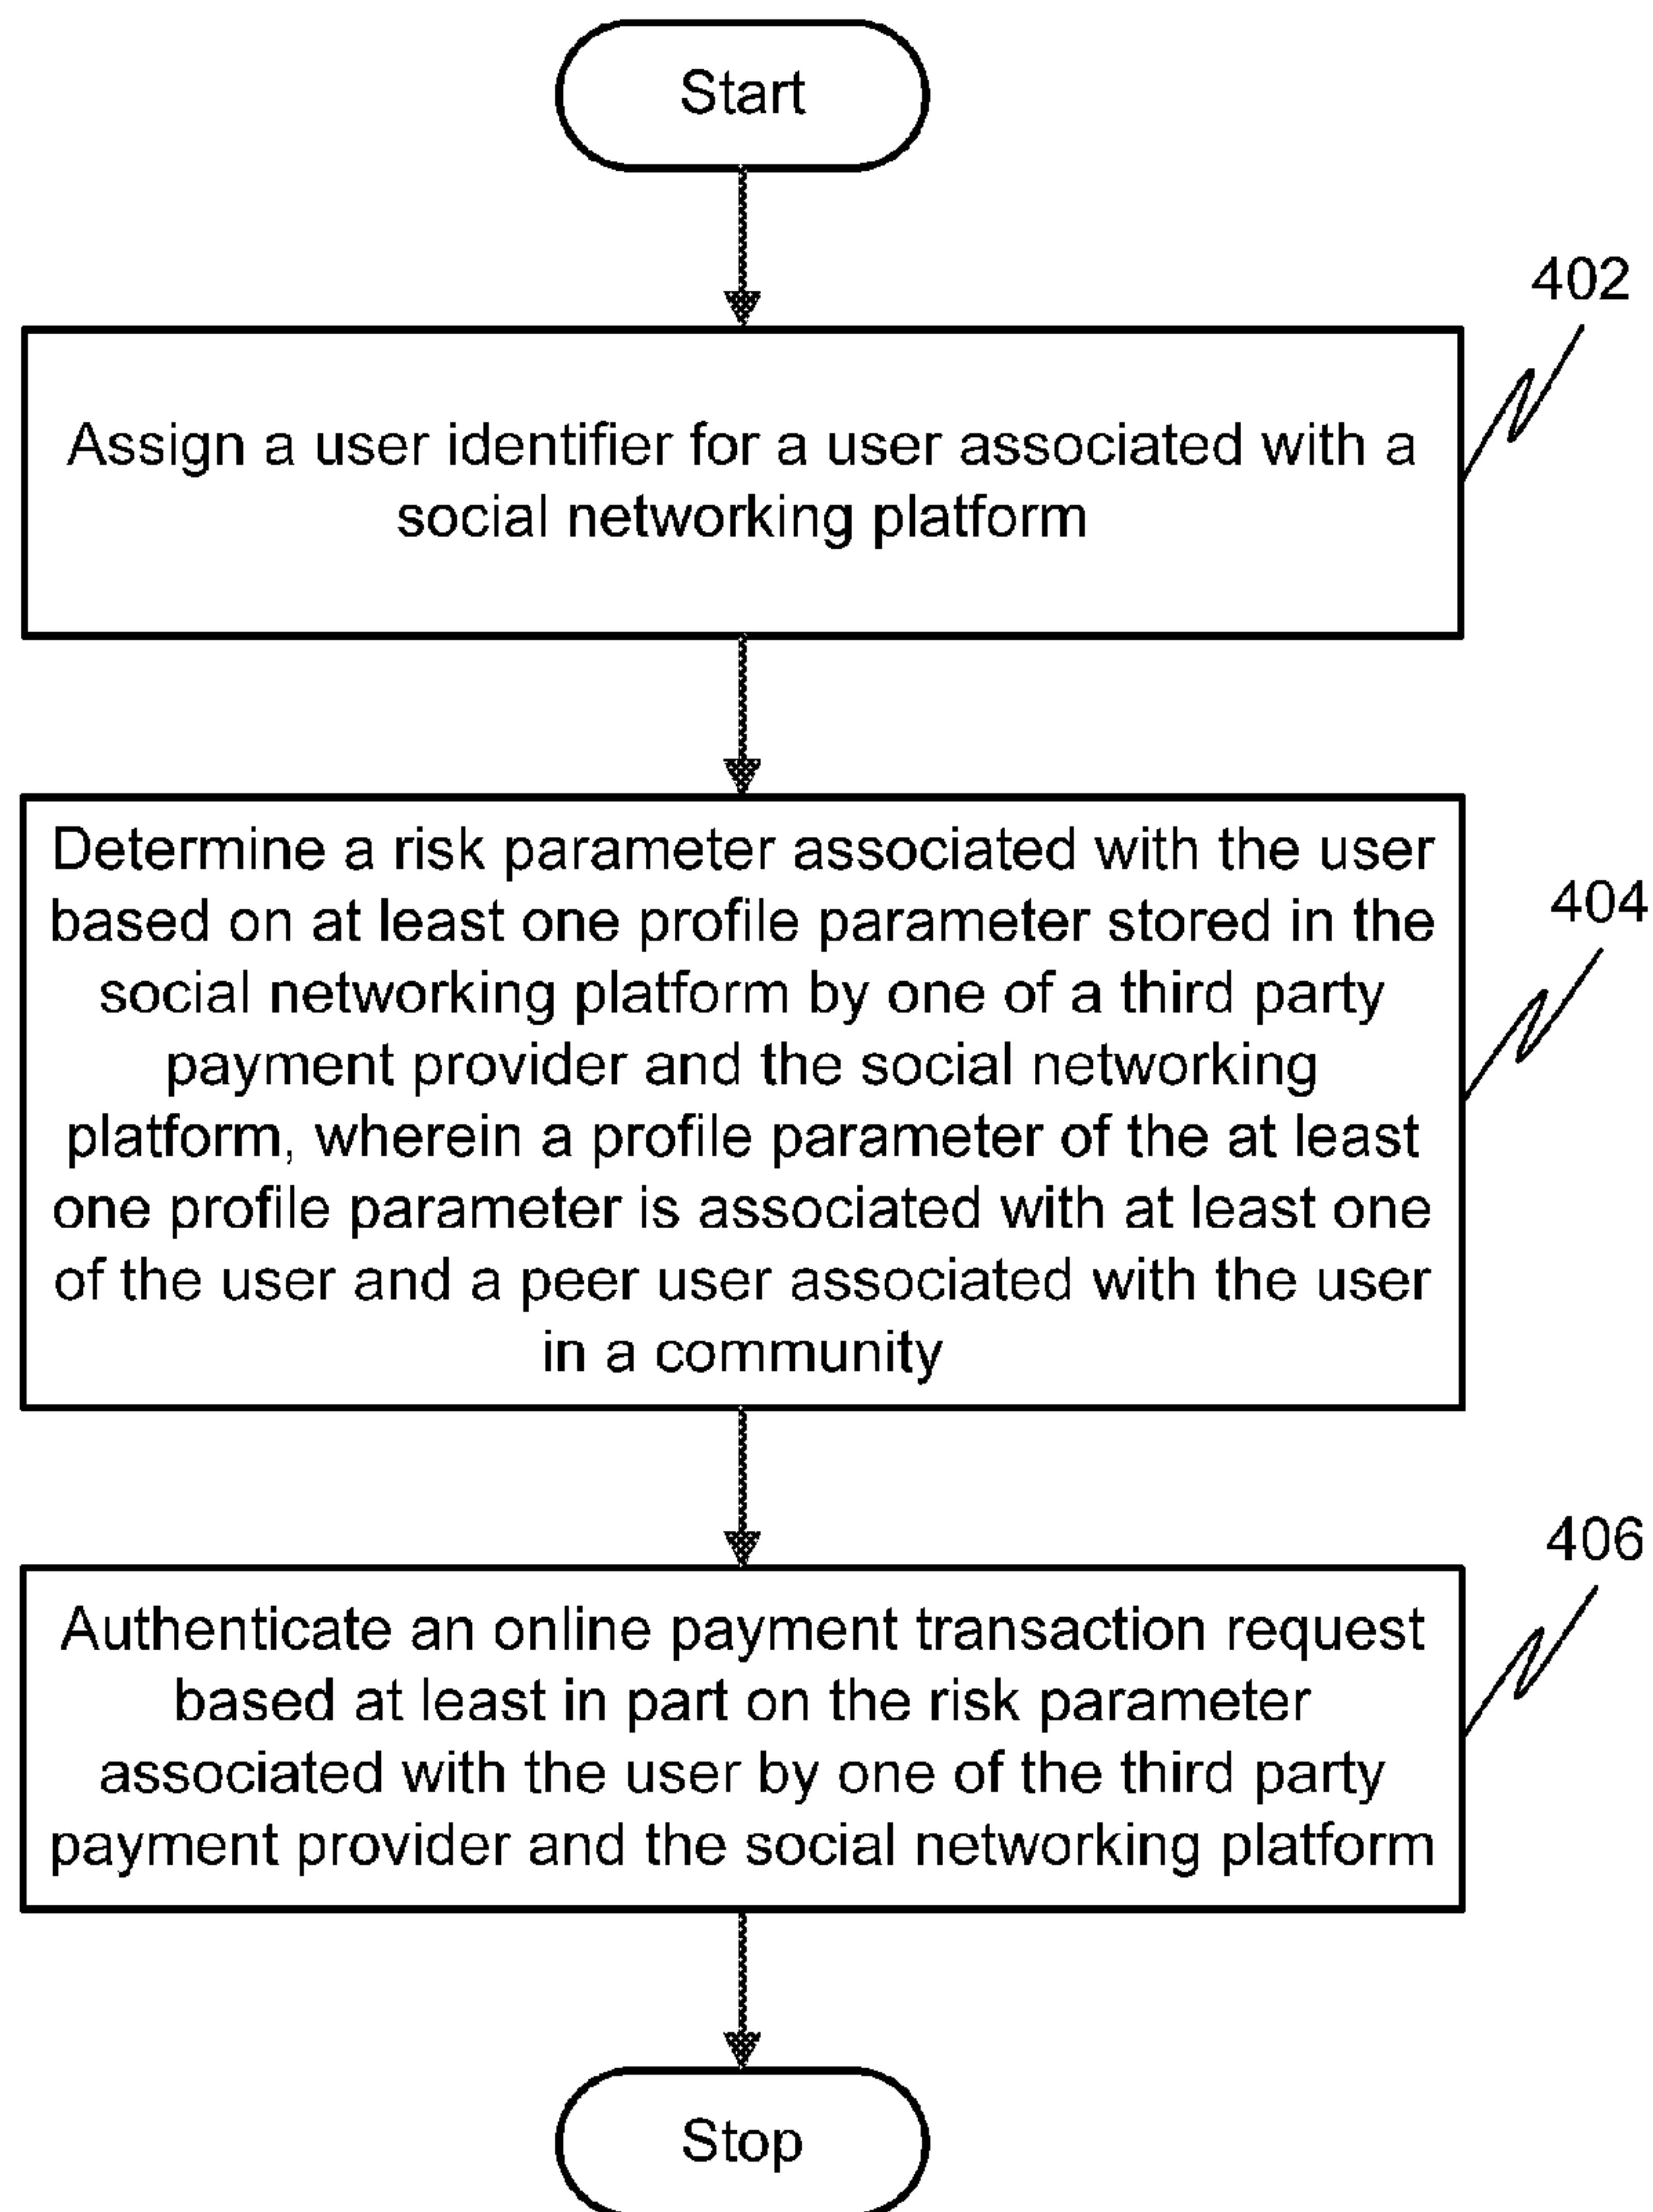 Start
402
Assign a user identifier for a user associated with a
social networking platform
404
Determine a risk parameter associated with the user
based on at least one profile parameter stored in the
social networking platform by one of a third party
payment provider and the social networking
platform, wherein a profile parameter of the at least
one profile parameter is associated with at least one
of the user and a peer user associated with the user
in a community
406
Authenticate an online payment transaction request
based at least in part on the risk parameter
associated with the user by one of the third party
payment provider and the social networking platform
Stop